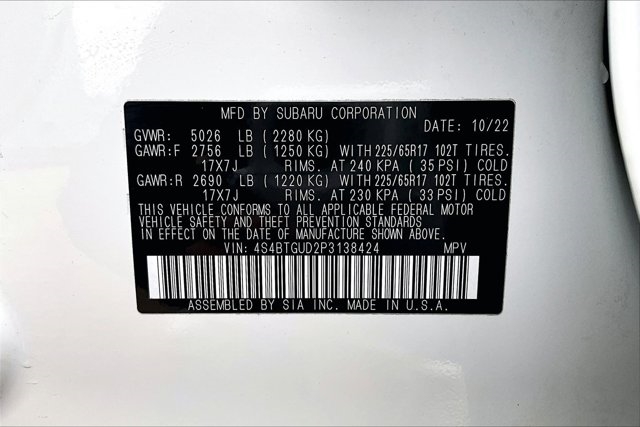 MFD BY SUBARU CORPORATION
DATE: 10/22
GVWR: 5026 LB ( 2280 KG)
GAWR:F 2756 LB ( 1250 KG) WITH 225/65R17 102T TIRES.
17X7J RIMS. AT 240 KPA ( 35 PSI) COLD
GAWR:R 2690 LB ( 1220 KG) WITH 225/65R17 102T TIRES.
17X7J RIMS. AT 230 KPA ( 33 PSI) COLD
THIS VEHICLE CONFORMS TO ALL APPLICABLE FEDERAL MOTOR
VEHICLE SAFETY AND THEFT PREVENTION STANDARDS
IN EFFECT ON THE DATE OF MANUFACTURE SHOWN ABOVE.
VIN: 4S4BTGUD2P3138424 MPV
ASSEMBLED BY SIA INC. MADE IN U.S.A.